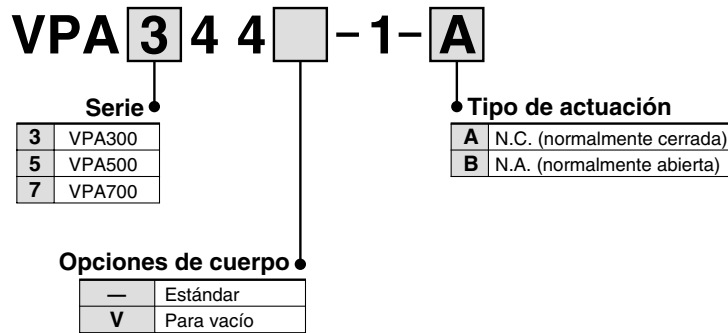 VPA 3 4 4 – 1 – A
Serie
3 VPA300
5 VPA500
7 VPA700
Tipo de actuación
A N.C. (normalmente cerrada)
B N.A. (normalmente abierta)
Opciones de cuerpo
— Estándar
V Para vacío